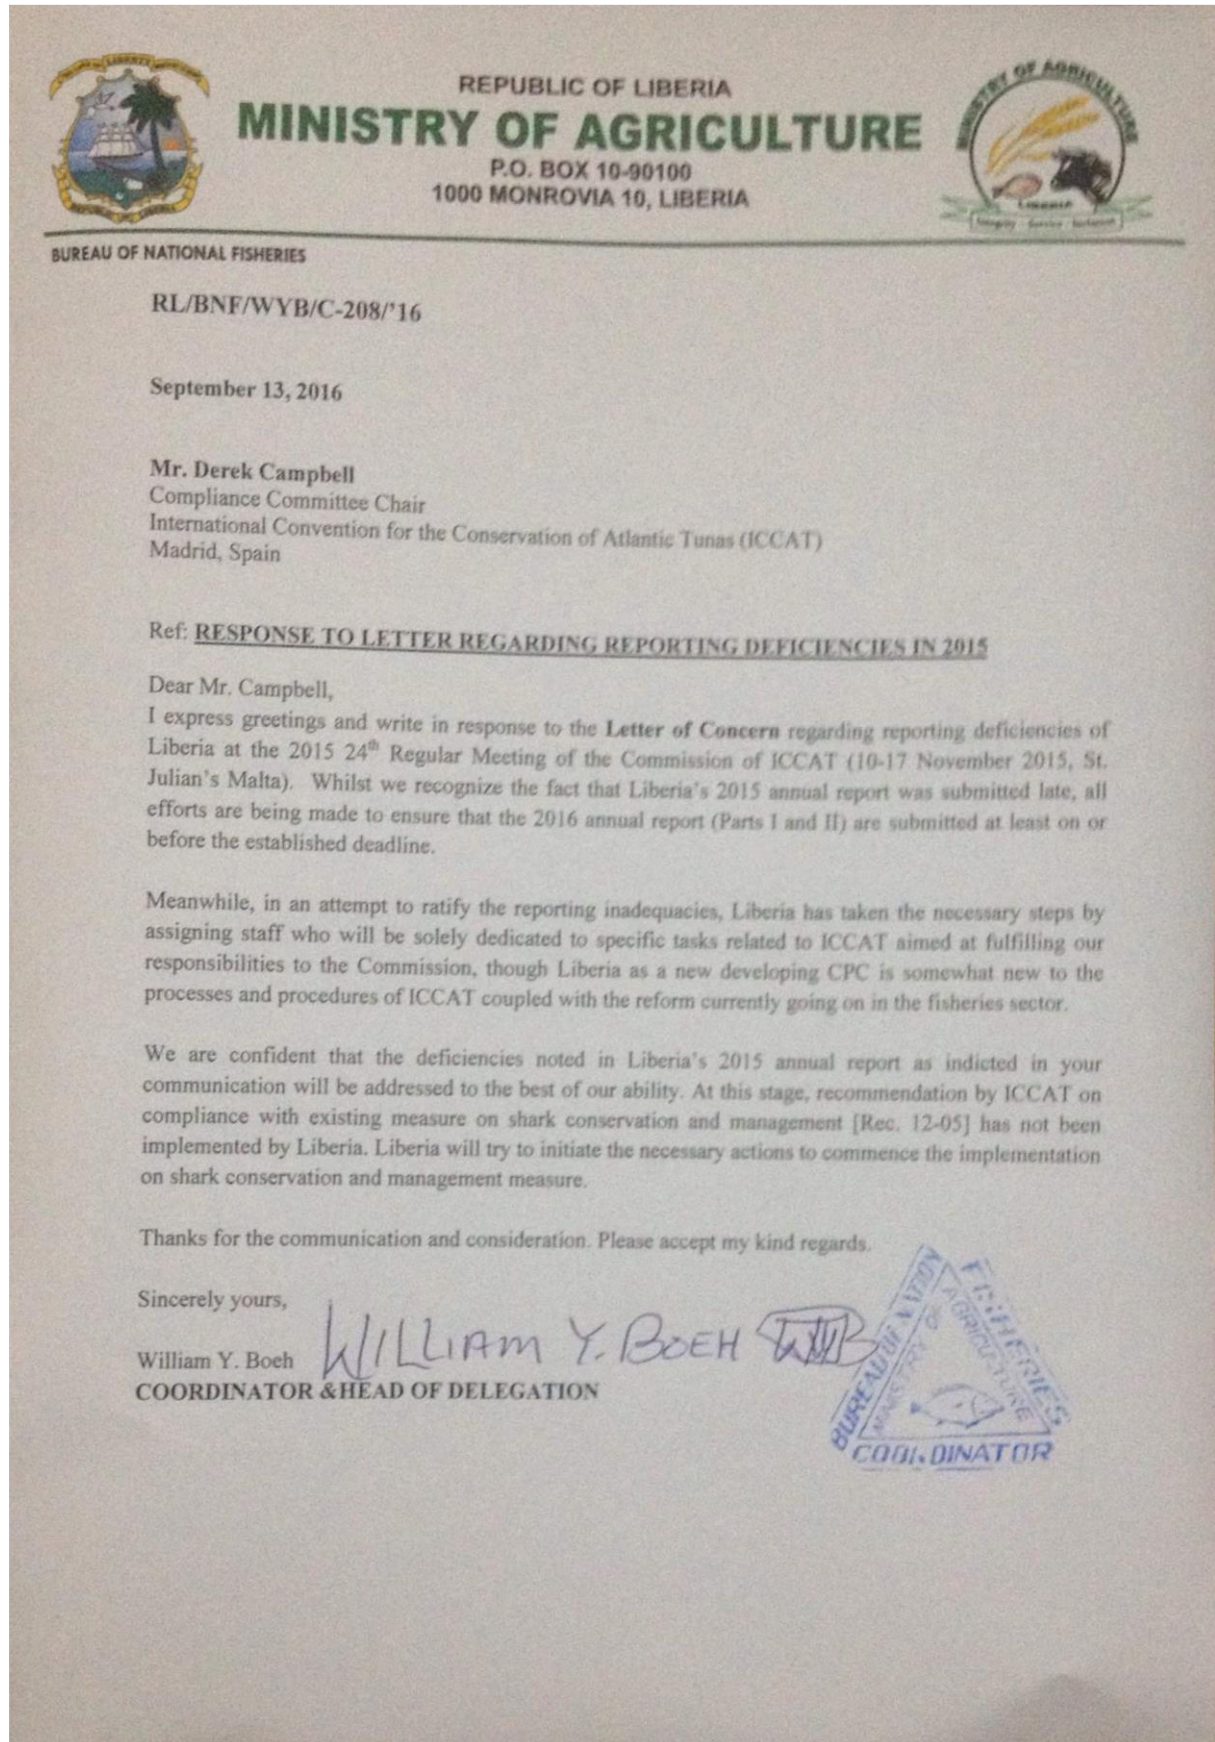 REPUBLIC OF LIBERIA
MINISTRY OF AGRICULTURE
P.O. BOX 10-90100
1000 MONROVIA 10, LIBERIA
MINISTRY OF AGRICULTURE
LIBERIA
BUREAU OF NATIONAL FISHERIES
RL/BNF/WYB/C-208/'16
September 13, 2016
Mr. Derek Campbell
Compliance Committee Chair
International Convention for the Conservation of Atlantic Tunas (ICCAT)
Madrid, Spain
Ref: RESPONSE TO LETTER REGARDING REPORTING DEFICIENCIES IN 2015
Dear Mr. Campbell,
I express greetings and write in response to the Letter of Concern regarding reporting deficiencies of
Liberia at the 2015 24th Regular Meeting of the Commission of ICCAT (10-17 November 2015, St.
Julian's Malta). Whilst we recognize the fact that Liberia's 2015 annual report was submitted late, all
efforts are being made to ensure that the 2016 annual report (Parts I and II) are submitted at least on or
before the established deadline.
Meanwhile, in an attempt to ratify the reporting inadequacies, Liberia has taken the necessary steps by
assigning staff who will be solely dedicated to specific tasks related to ICCAT aimed at fulfilling our
responsibilities to the Commission, though Liberia as a new developing CPC is somewhat new to the
processes and procedures of ICCAT coupled with the reform currently going on in the fisheries sector.
We are confident that the deficiencies noted in Liberia's 2015 annual report as indicted in your
communication will be addressed to the best of our ability. At this stage, recommendation by ICCAT on
compliance with existing measure on shark conservation and management [Rec. 12-05] has not been
implemented by Liberia. Liberia will try to initiate the necessary actions to commence the implementation
on shark conservation and management measure.
Thanks for the communication and consideration. Please accept my kind regards.
Sincerely yours,
WILLIAM Y. BOEH WYB
William Y. Boeh
COORDINATOR &HEAD OF DELEGATION
BUREAU OF NATION FISHERIES
MINISTRY OF AGRICULTURE
COORDINATOR